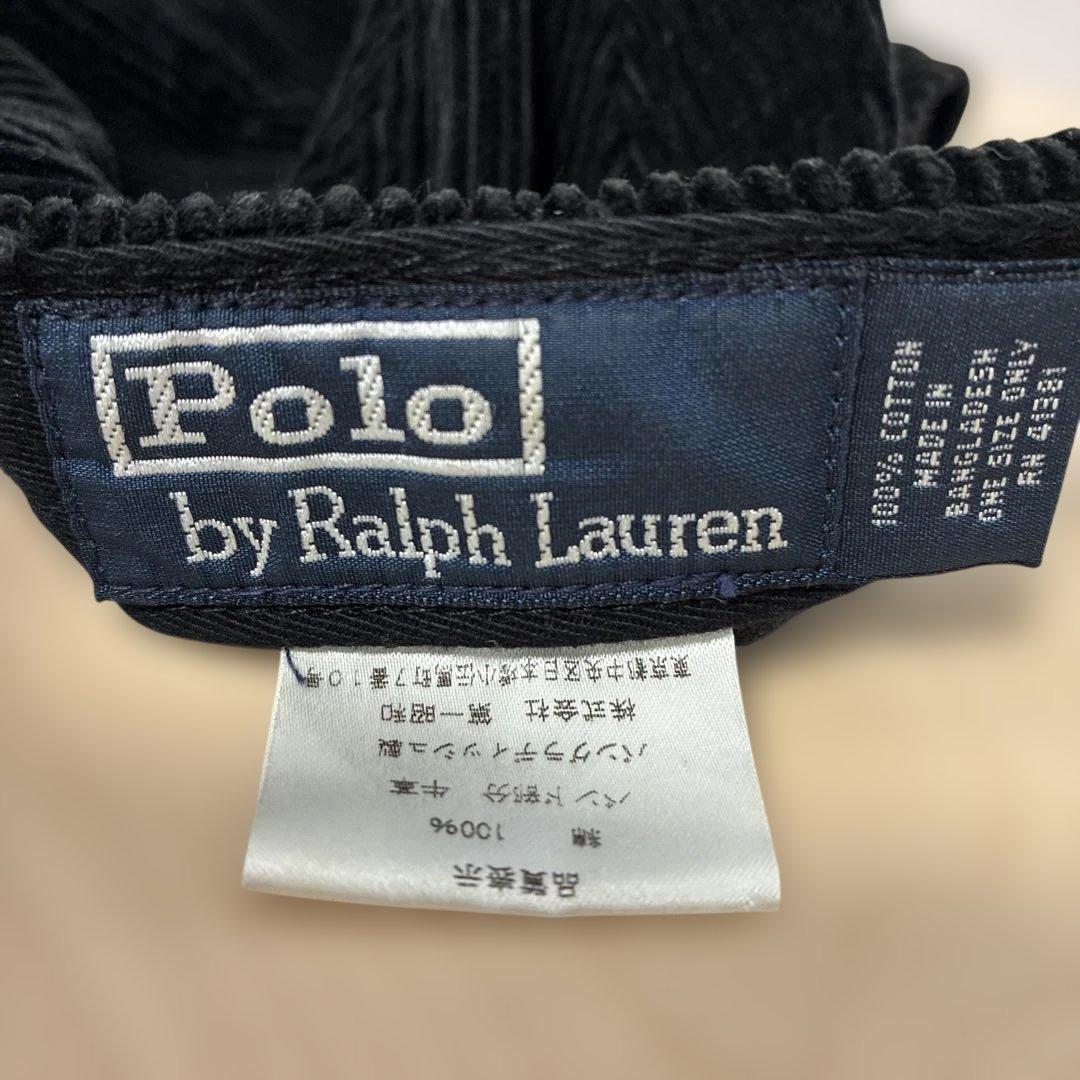 Polo
by Ralph Lauren
100% COTTON
MADE IN
BANGLADESH
ONE SIZE ONLY
RN 41381
品質表示
綿 100%
バンド部分 牛革
バングラディッシュ製
株式会社 第一昭和
東京都中央区日本橋小伝馬町7番10号